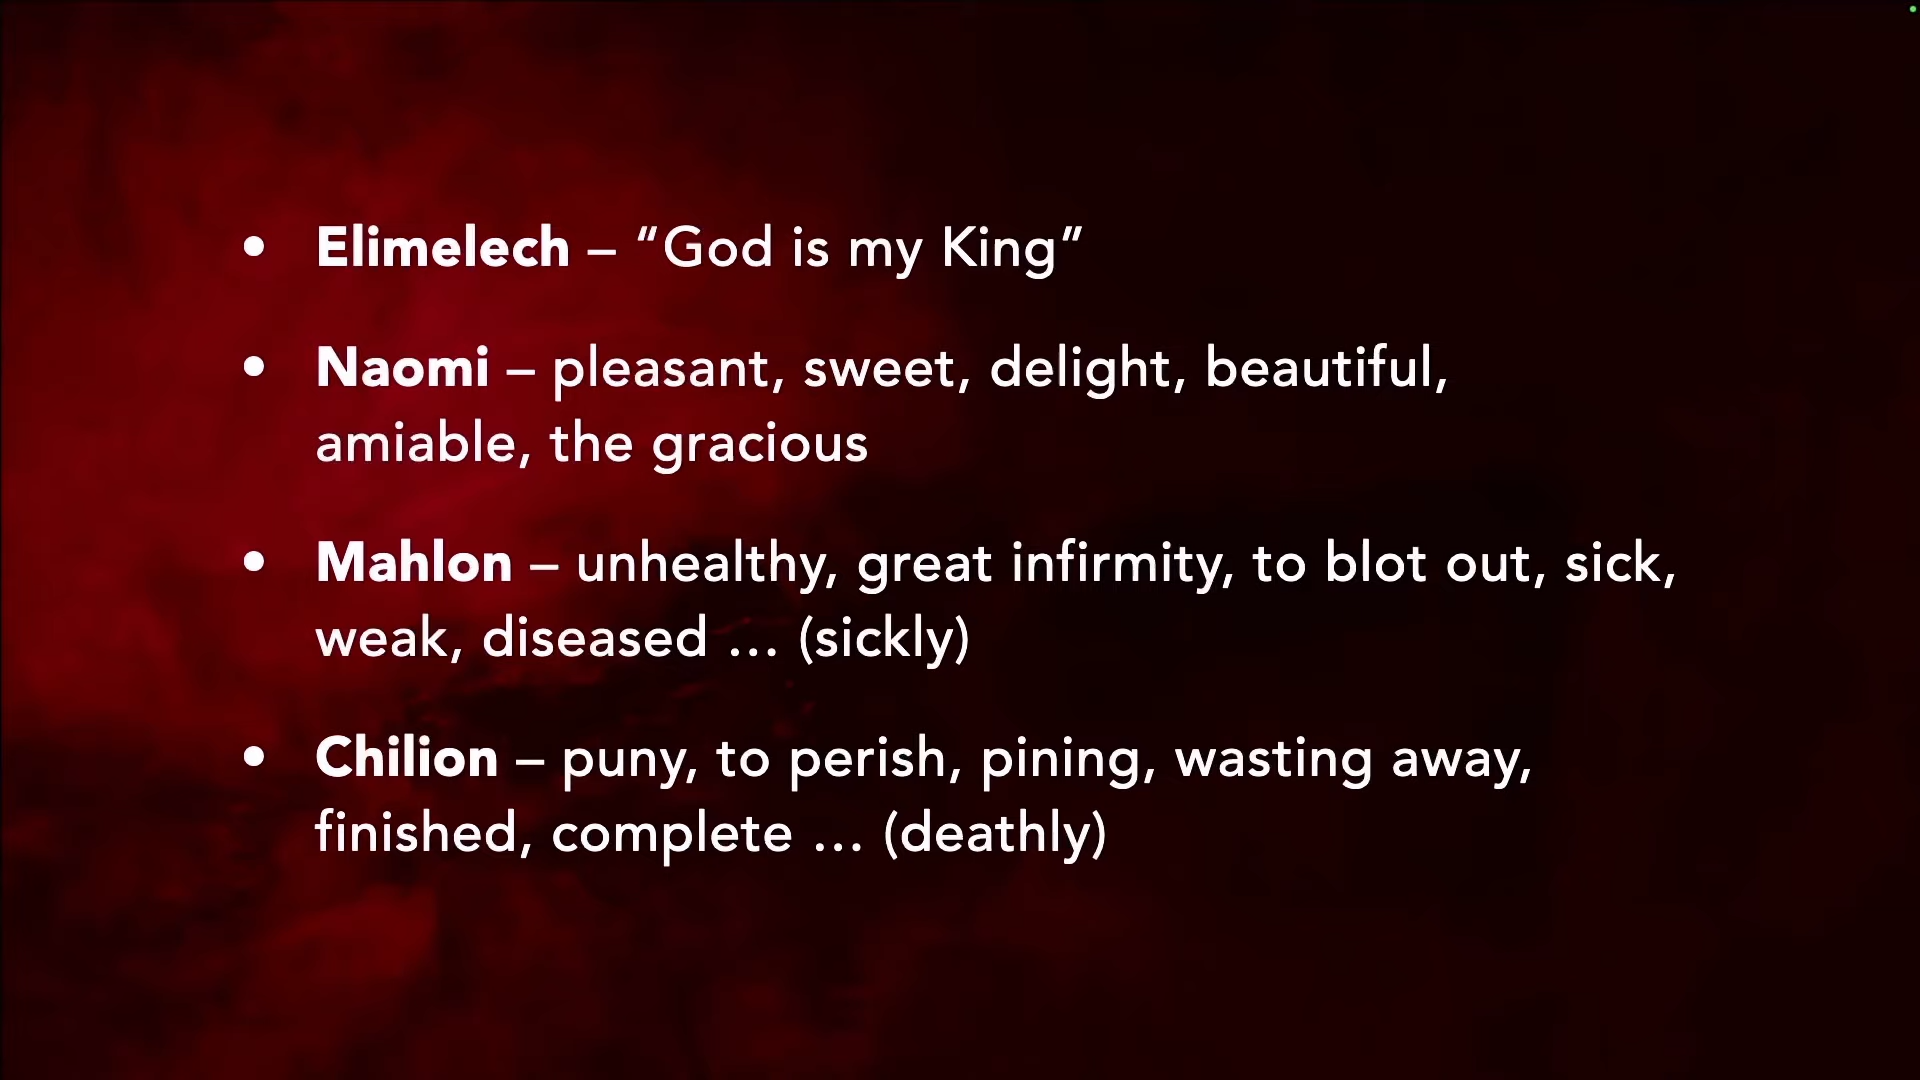 • Elimelech – “God is my King”
• Naomi – pleasant, sweet, delight, beautiful,
amiable, the gracious
• Mahlon – unhealthy, great infirmity, to blot out, sick,
weak, diseased … (sickly)
• Chilion – puny, to perish, pining, wasting away,
finished, complete … (deathly)